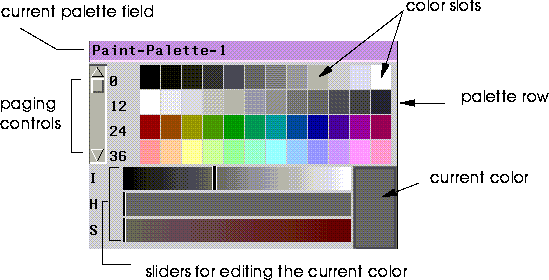 current palette field
color slots
Paint-Palette-1
0
12
24
36
paging
controls
palette row
I
H
S
current color
sliders for editing the current color